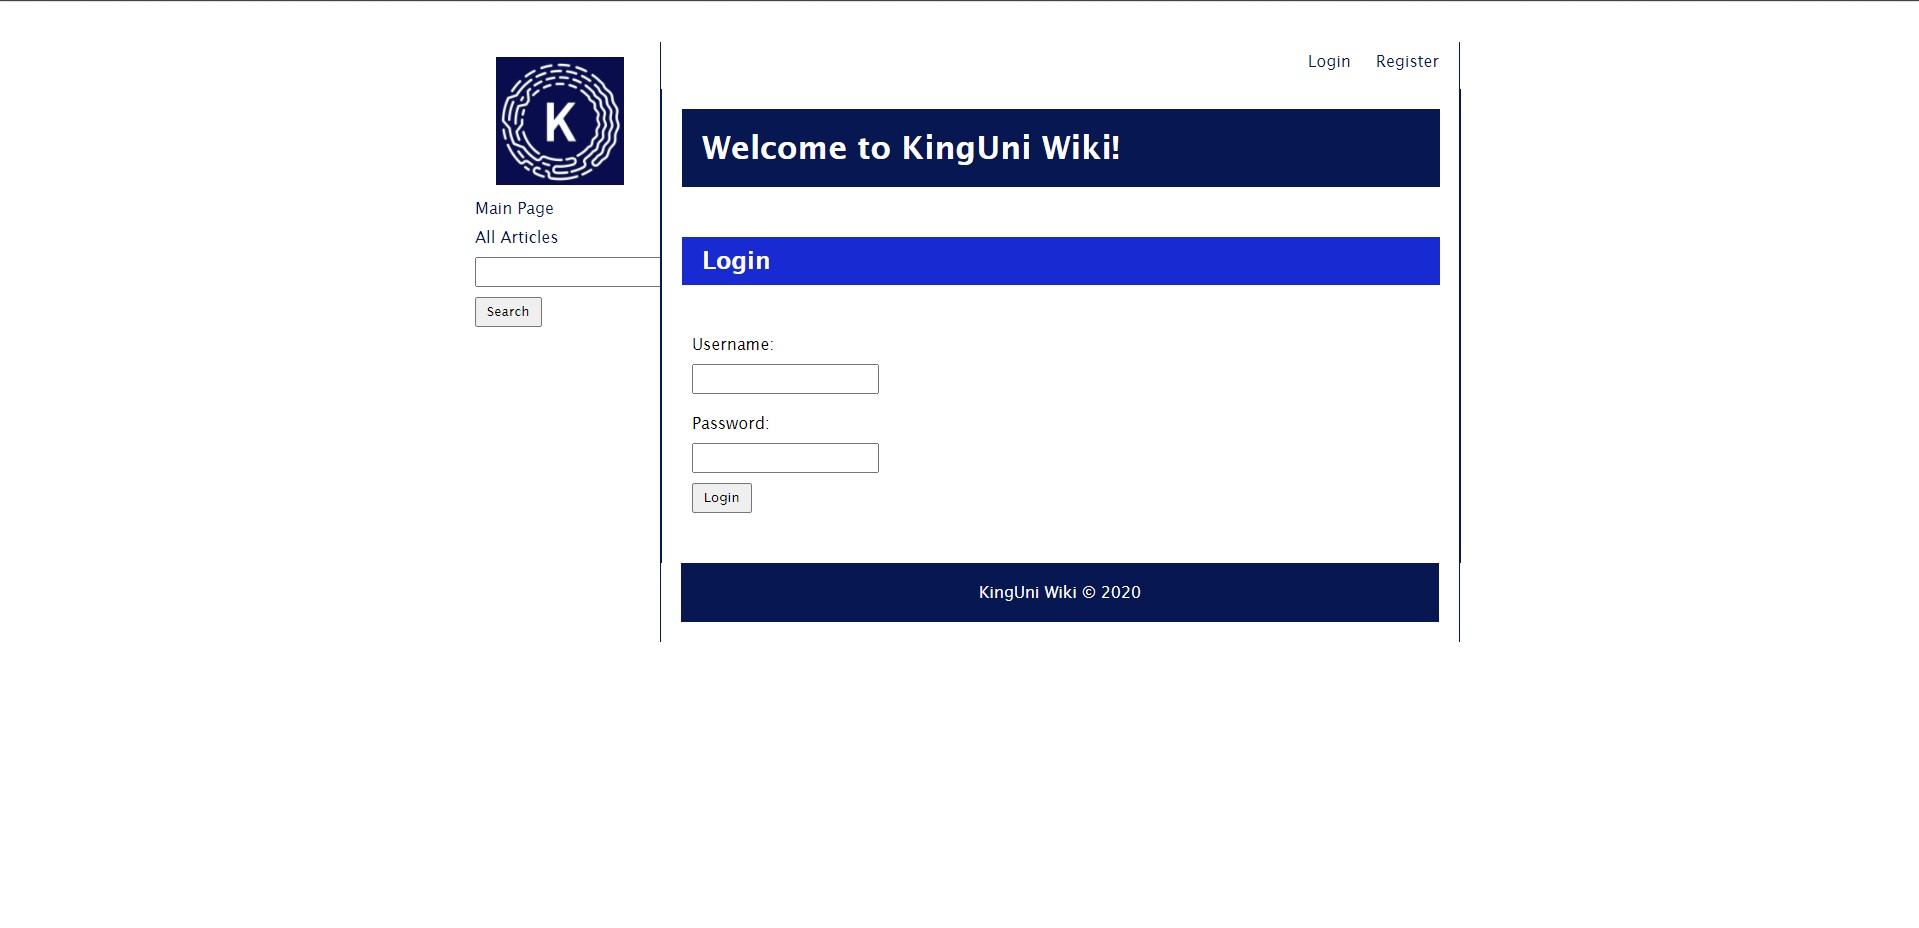 K
Main Page
All Articles
Search
Login Register
Welcome to KingUni Wiki!
Login
Username:
Password:
Login
KingUni Wiki © 2020